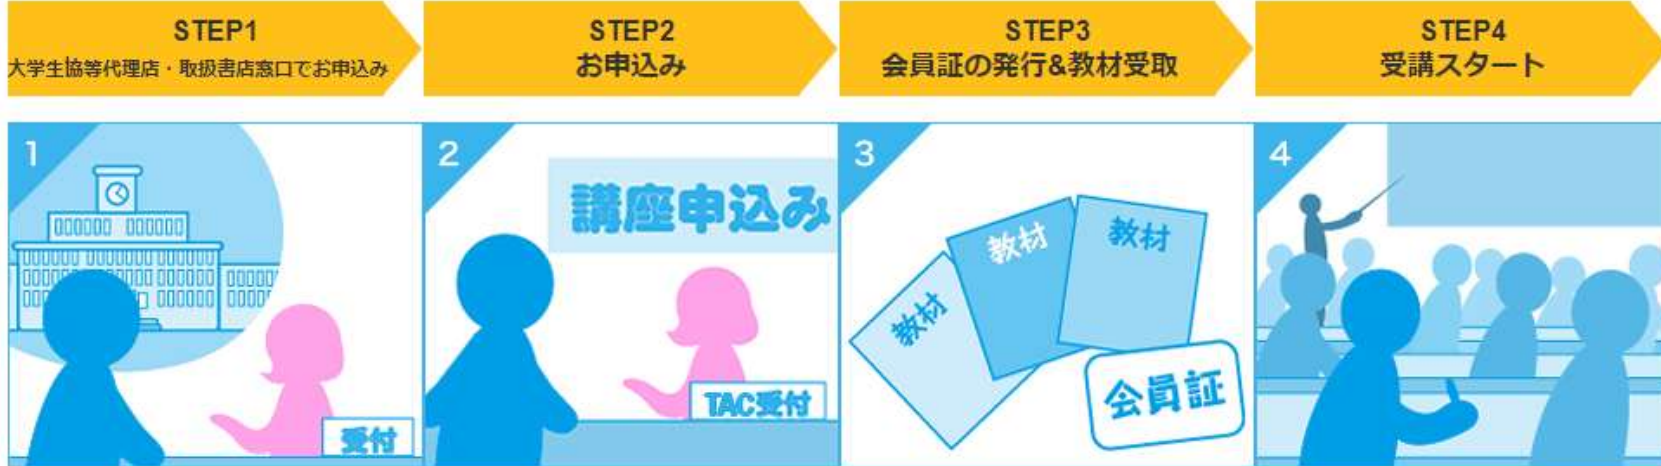 STEP1
大学生協等代理店・取扱書店窓口でお申込み
STEP2
お申込み
STEP3
会員証の発行&教材受取
STEP4
受講スタート
1
受付
2
講座申込み
TAC受付
3
教材
教材
教材
会員証
4